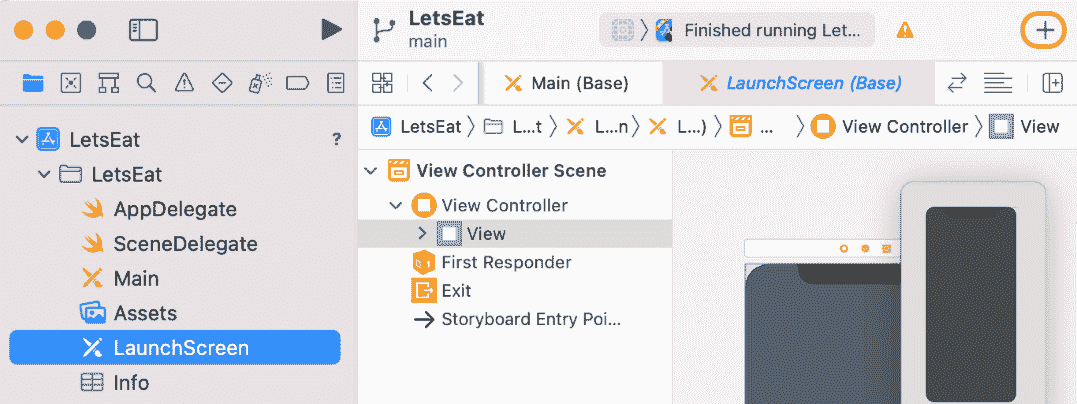 LetsEat
main
Finished running Let...
Main (Base)
LaunchScreen (Base)
LetsEat
L...t
L...n
L...)
...
View Controller
View
LetsEat
?
LetsEat
AppDelegate
SceneDelegate
Main
Assets
LaunchScreen
Info
View Controller Scene
View Controller
View
First Responder
Exit
Storyboard Entry Poi...